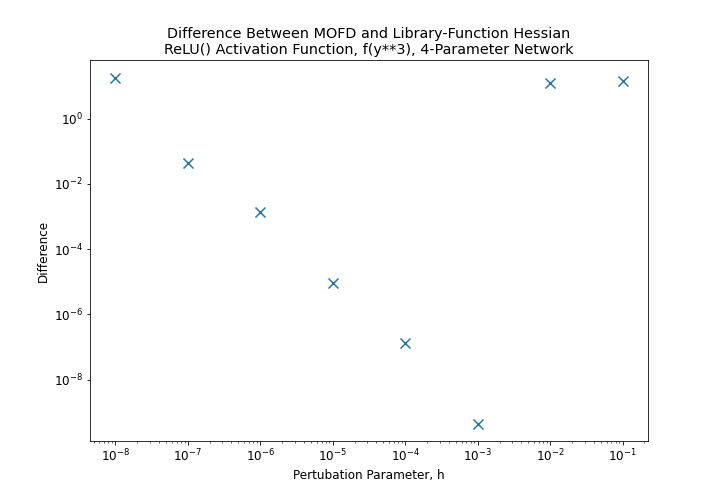 Difference Between MOFD and Library-Function Hessian
ReLU() Activation Function, f(y**3), 4-Parameter Network
Difference
10^0
10^-2
10^-4
10^-6
10^-8
10^-8 10^-7 10^-6 10^-5 10^-4 10^-3 10^-2 10^-1
Pertubation Parameter, h